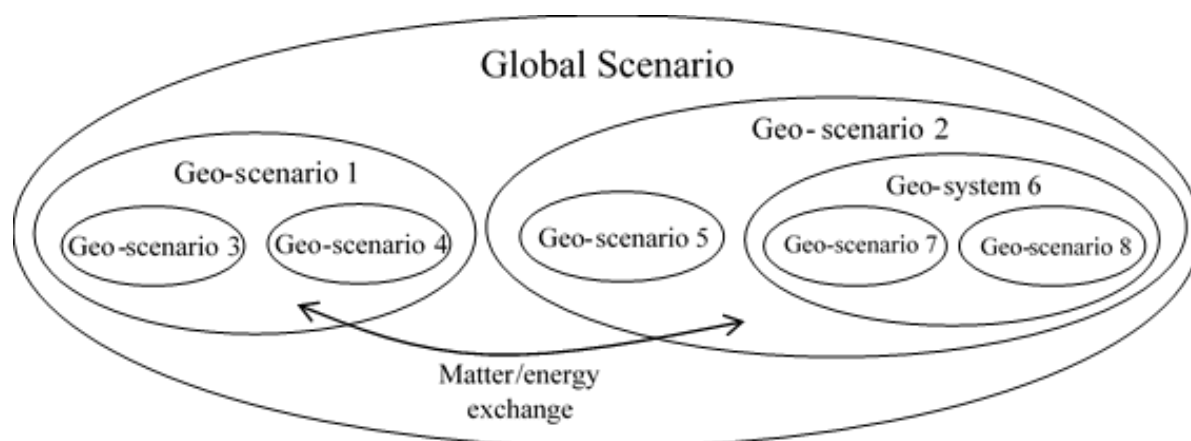 Global Scenario
Geo-scenario 1
Geo-scenario 3
Geo-scenario 4
Geo-scenario 2
Geo-scenario 5
Geo-system 6
Geo-scenario 7
Geo-scenario 8
Matter/energy
exchange